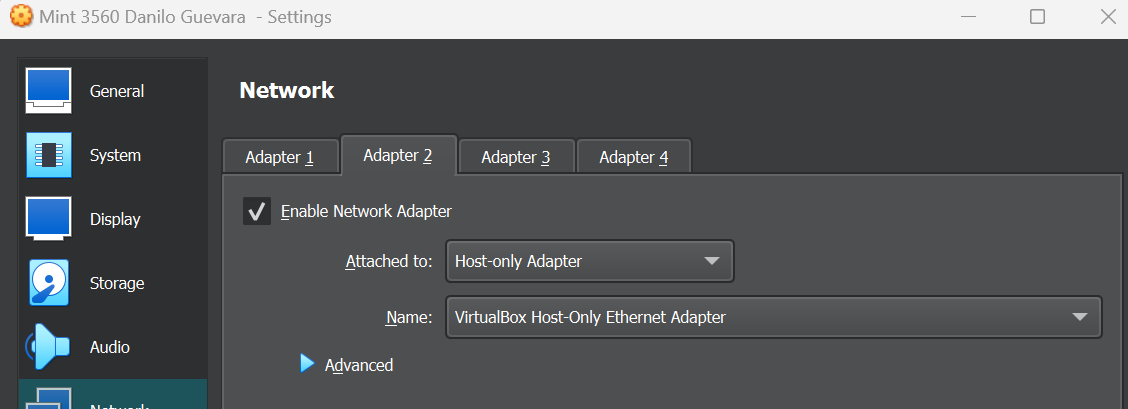 Mint 3560 Danilo Guevara - Settings
General
System
Display
Storage
Audio
Network
Network
Adapter 1 Adapter 2 Adapter 3 Adapter 4
Enable Network Adapter
Attached to: Host-only Adapter
Name: VirtualBox Host-Only Ethernet Adapter
Advanced